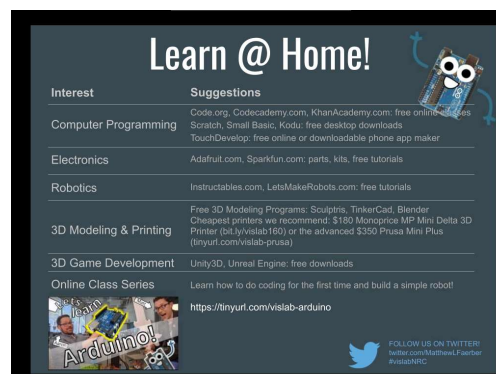 Learn @ Home!
Interest
Suggestions
Computer Programming
Code.org, Codecademy.com, KhanAcademy.com: free online
Scratch, Small Basic, Kodu: free desktop downloads
TouchDevelop: free online or downloadable phone app maker
Electronics
Adafruit.com, Sparkfun.com: parts, kits, free tutorials
Robotics
Instructables.com, LetsMakeRobots.com: free tutorials
3D Modeling & Printing
Free 3D Modeling Programs: Sculptris, TinkerCad, Blender
Cheapest printers we recommend: $180 Monoprice MP Mini Delta 3D
Printer (bit.ly/vislab160) or the advanced $350 Prusa Mini Plus
(tinyurl.com/vislab-prusa)
3D Game Development
Unity3D, Unreal Engine: free downloads
Online Class Series
Learn how to do coding for the first time and build a simple robot!
Let's
learn
Arduino!
https://tinyurl.com/vislab-arduino
FOLLOW US ON TWITTER!
twitter.com/MatthewLFaerber
#vislabNRC